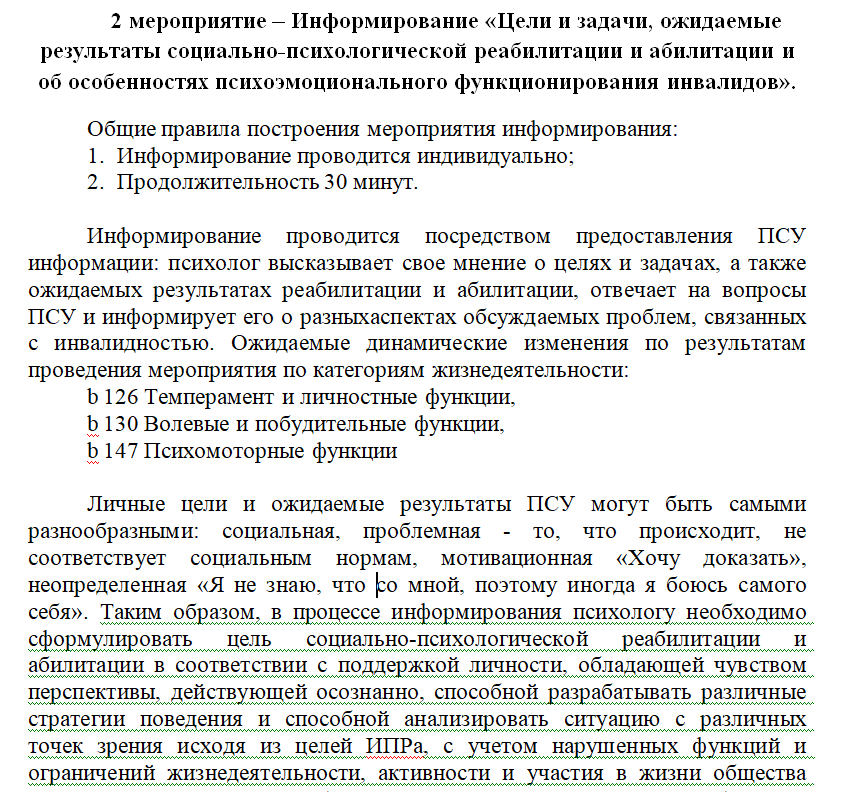 2 мероприятие – Информирование «Цели и задачи, ожидаемые
результаты социально-психологической реабилитации и абилитации и
об особенностях психоэмоционального функционирования инвалидов».
Общие правила построения мероприятия информирования:
1. Информирование проводится индивидуально;
2. Продолжительность 30 минут.
Информирование проводится посредством предоставления ПСУ
информации: психолог высказывает свое мнение о целях и задачах, а также
ожидаемых результатах реабилитации и абилитации, отвечает на вопросы
ПСУ и информирует его о разныхаспектах обсуждаемых проблем, связанных
с инвалидностью. Ожидаемые динамические изменения по результатам
проведения мероприятия по категориям жизнедеятельности:
b 126 Темперамент и личностные функции,
b 130 Волевые и побудительные функции,
b 147 Психомоторные функции
Личные цели и ожидаемые результаты ПСУ могут быть самыми
разнообразными: социальная, проблемная - то, что происходит, не
соответствует социальным нормам, мотивационная «Хочу доказать»,
неопределенная «Я не знаю, что со мной, поэтому иногда я боюсь самого
себя». Таким образом, в процессе информирования психологу необходимо
сформулировать цель социально-психологической реабилитации и
абилитации в соответствии с поддержкой личности, обладающей чувством
перспективы, действующей осознанно, способной разрабатывать различные
стратегии поведения и способной анализировать ситуацию с различных
точек зрения исходя из целей ИПРа, с учетом нарушенных функций и
ограничений жизнедеятельности, активности и участия в жизни общества